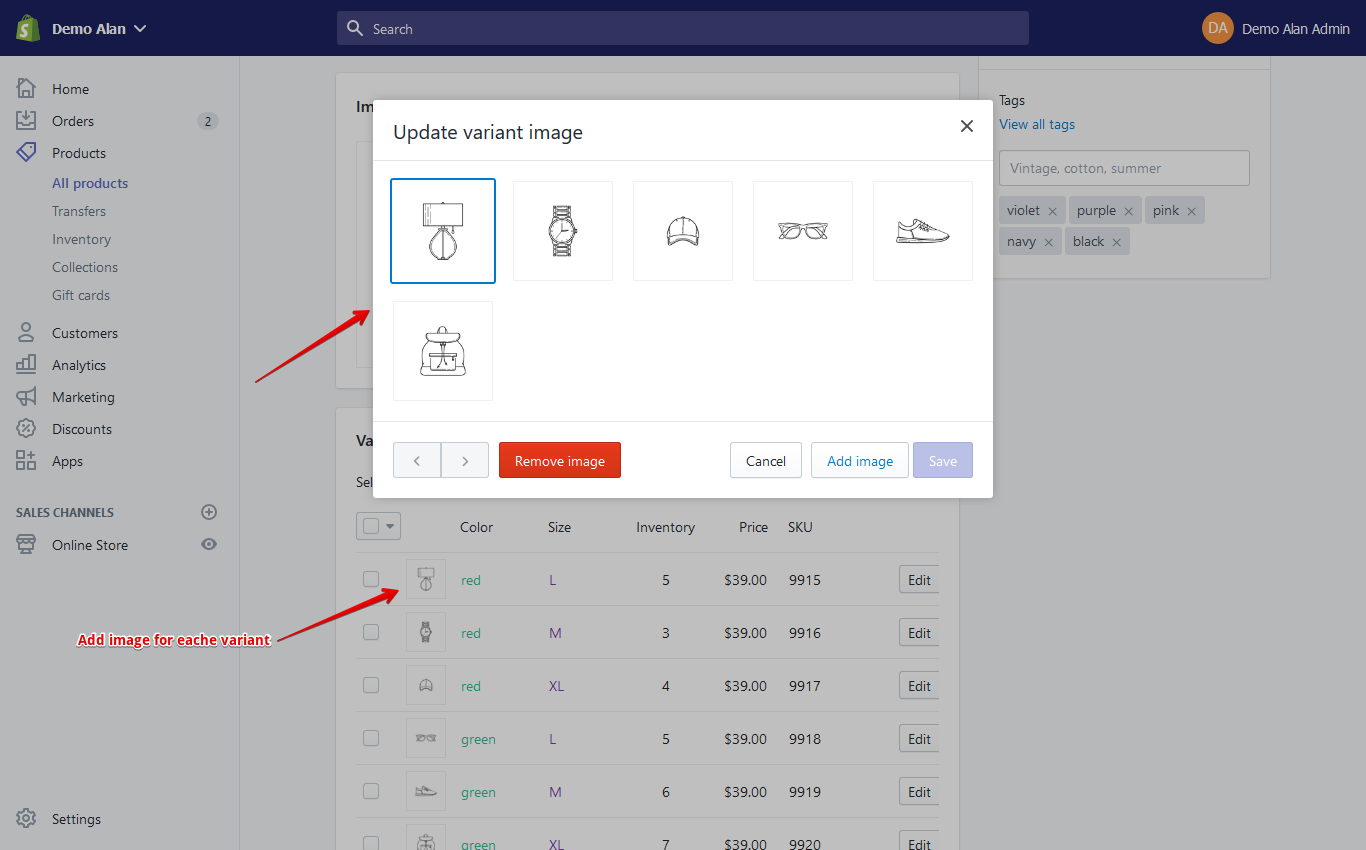 Demo Alan
Search
DA
Demo Alan Admin
Home
Orders
2
Products
All products
Transfers
Inventory
Collections
Gift cards
Customers
Analytics
Marketing
Discounts
Apps
SALES CHANNELS
Online Store
Settings
Im
Update variant image
Remove image
Cancel
Add image
Save
Tags
View all tags
Vintage, cotton, summer
violet
purple
pink
navy
black
Va
Sel
Color Size Inventory Price SKU
red L 5 $39.00 9915 Edit
red M 3 $39.00 9916 Edit
Add image for eache variant
red XL 4 $39.00 9917 Edit
green L 5 $39.00 9918 Edit
green M 6 $39.00 9919 Edit
green XL 7 $39.00 9920 Edit